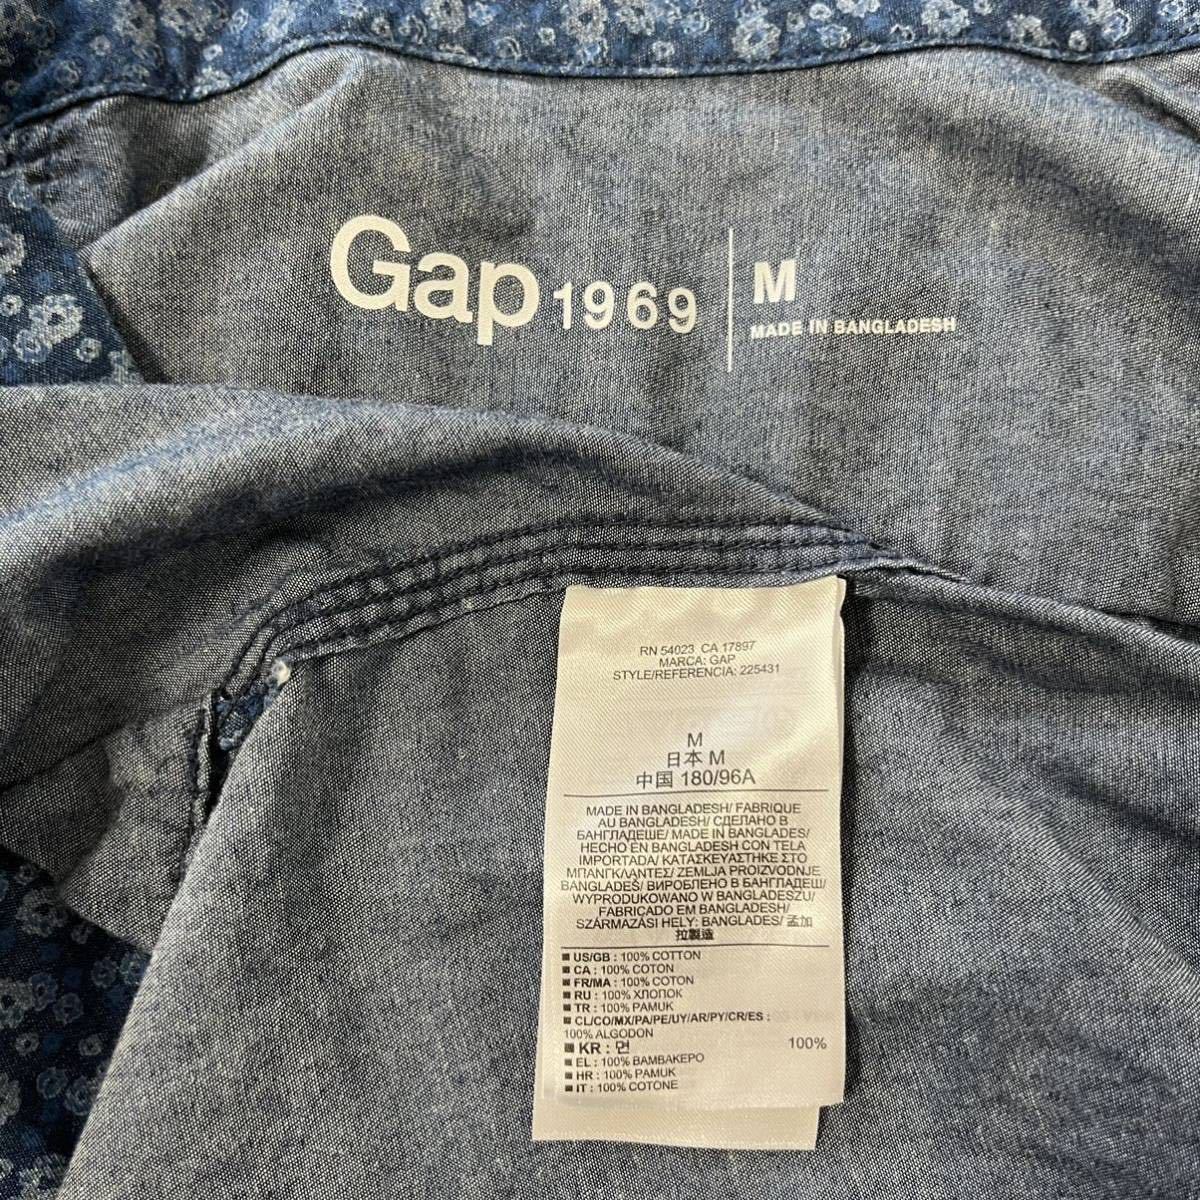 Gap 1969
M
MADE IN BANGLADESH
RN 54023 CA 17897
MARCA: GAP
STYLE/REFERENCIA: 225431
M
日本 M
中国 180/96A
MADE IN BANGLADESH/ FABRIQUE
AU BANGLADESH/ СДЕЛАНО В
БАНГЛАДЕШЕ/ MADE IN BANGLADES/
HECHO EN BANGLADESH CON TELA
IMPORTADA/ ΚΑΤΑΣΚΕΥΑΣΤΗΚΕ ΣΤΟ
ΜΠΑΝΓΚΛΑΝΤΕΣ/ ZEMLJA PROIZVODNJE
BANGLADEŠ/ ВИРОБЛЕНО В БАНГЛАДЕШ/
WYPRODUKOWANO W BANGLADESZU/
FABRICADO EM BANGLADESH/
SZÁRMAZÁSI HELY: BANGLADES/ 孟加
拉製造
US/GB : 100% COTTON
CA : 100% COTON
FR/MA : 100% COTON
RU : 100% ХЛОПОК
TR : 100% PAMUK
CL/CO/MX/PA/PE/UY/AR/PY/CR/ES :
100% ALGODON
KR : 면 100%
EL : 100% ΒΑΜΒΑΚΕΡΟ
HR : 100% PAMUK
IT : 100% COTONE